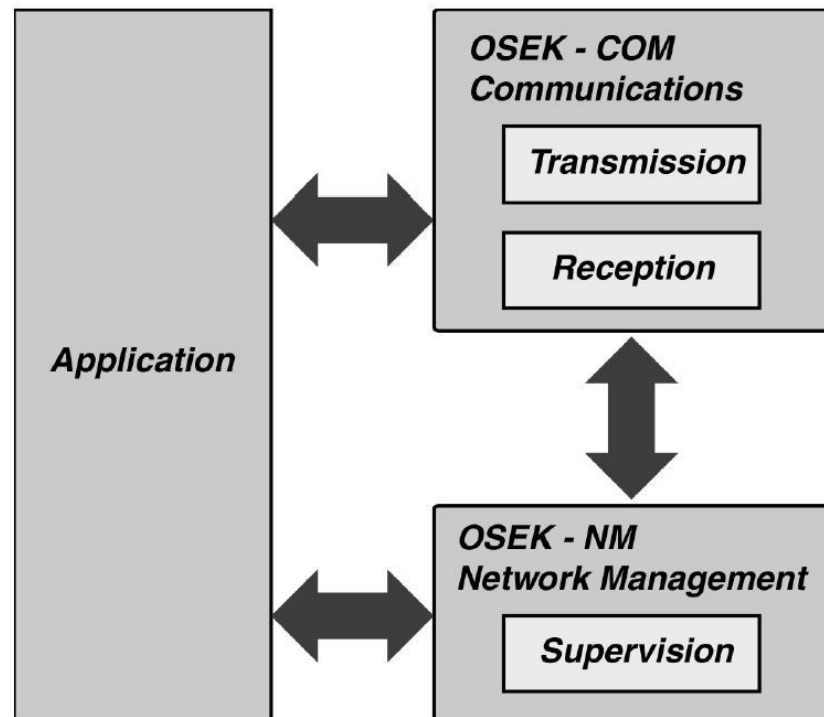 Application
OSEK - COM
Communications
Transmission
Reception
OSEK - NM
Network Management
Supervision